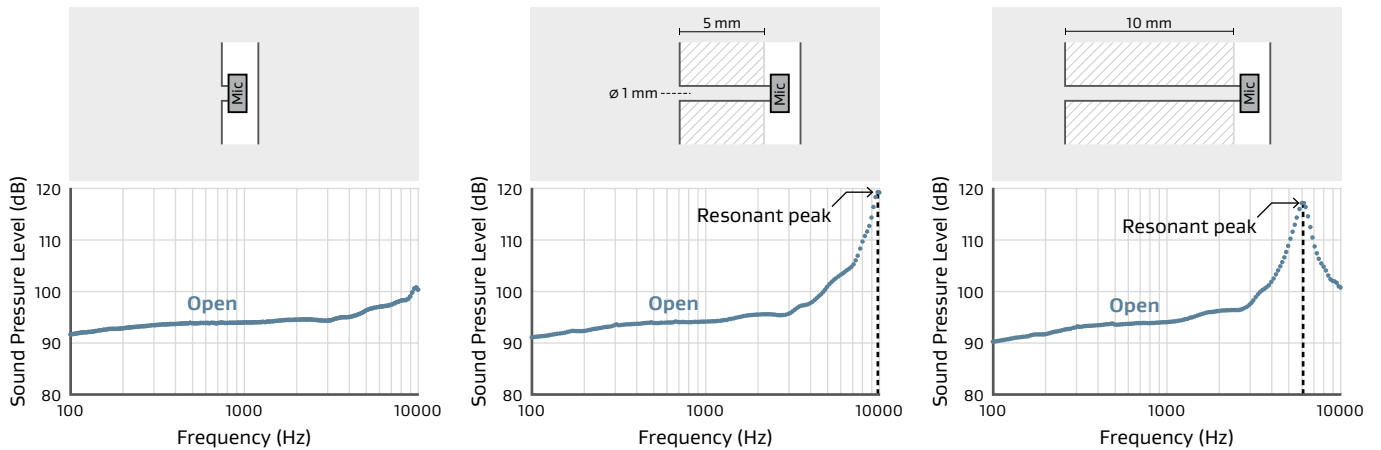 Mic
5 mm
ø 1 mm
Mic
10 mm
Mic
Sound Pressure Level (dB)
120
110
100
90
80
Open
100
1000
10000
Frequency (Hz)
Sound Pressure Level (dB)
120
110
100
90
80
Resonant peak
Open
100
1000
10000
Frequency (Hz)
Sound Pressure Level (dB)
120
110
100
90
80
Resonant peak
Open
100
1000
10000
Frequency (Hz)